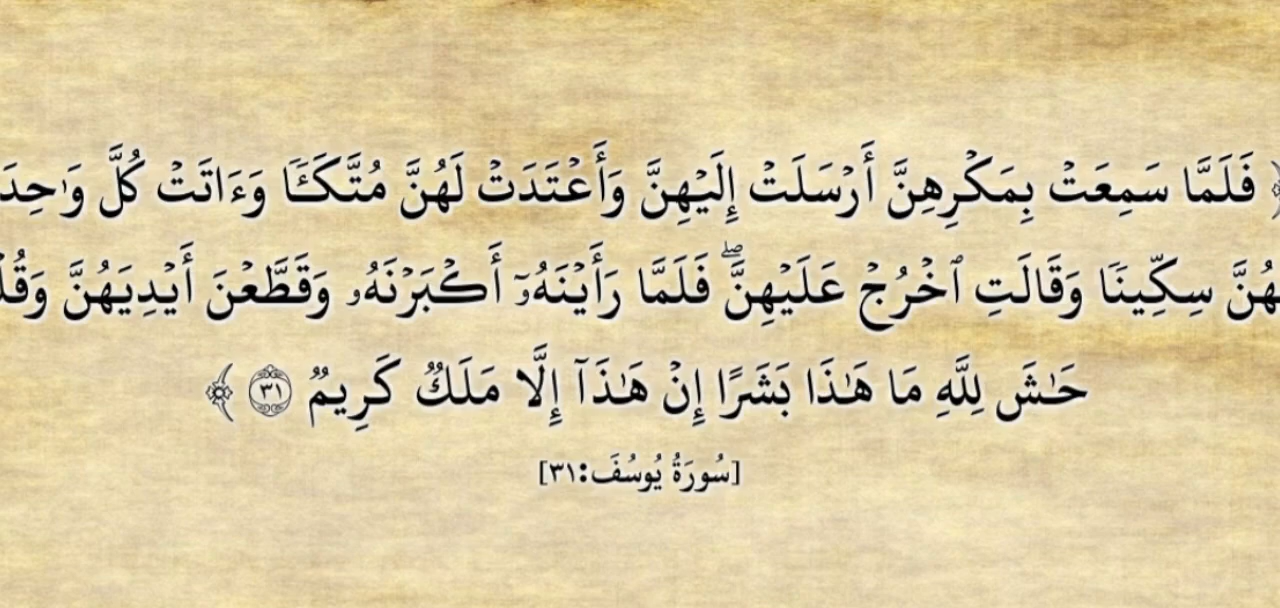 ﴿ فَلَمَّا سَمِعَتۡ بِمَكۡرِهِنَّ أَرۡسَلَتۡ إِلَيۡهِنَّ وَأَعۡتَدَتۡ لَهُنَّ مُتَّكَـٔٗا وَءَاتَتۡ كُلَّ وَٰحِدَ
هُنَّ سِكِّينٗا وَقَالَتِ ٱخۡرُجۡ عَلَيۡهِنَّۖ فَلَمَّا رَأَيۡنَهُۥٓ أَكۡبَرۡنَهُۥ وَقَطَّعۡنَ أَيۡدِيَهُنَّ وَقُلۡ
حَٰشَ لِلَّهِ مَا هَٰذَا بَشَرًا إِنۡ هَٰذَآ إِلَّا مَلَكٞ كَرِيمٞ ٣١ ﴾
[سُورَةُ يُوسُفَ:٣١]